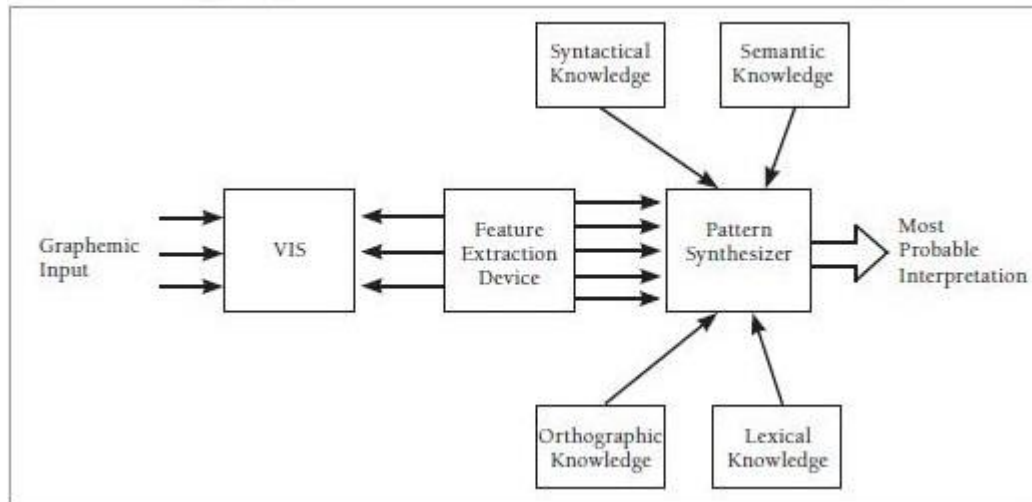 Syntactical
Knowledge
Semantic
Knowledge
Graphemic
Input
VIS
Feature
Extraction
Device
Pattern
Synthesizer
Most
Probable
Interpretation
Orthographic
Knowledge
Lexical
Knowledge